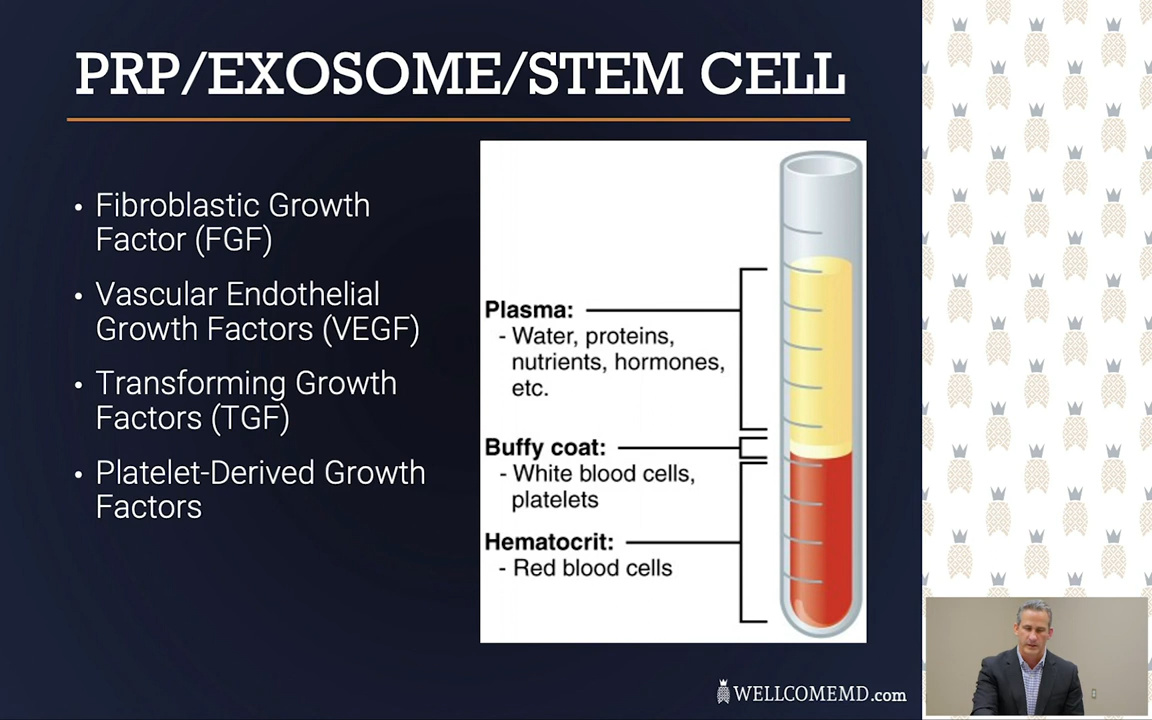 PRP/EXOSOME/STEM CELL
• Fibroblastic Growth
Factor (FGF)
• Vascular Endothelial
Growth Factors (VEGF)
• Transforming Growth
Factors (TGF)
• Platelet-Derived Growth
Factors
Plasma:
- Water, proteins,
nutrients, hormones,
etc.
Buffy coat:
- White blood cells,
platelets
Hematocrit:
- Red blood cells
WELLCOMEMD.com